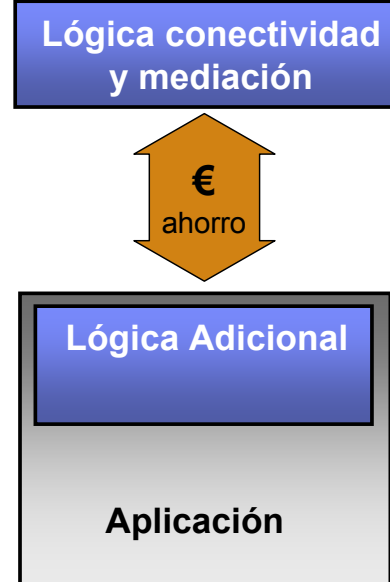 Lógica conectividad
y mediación
€
ahorro
Lógica Adicional
Aplicación